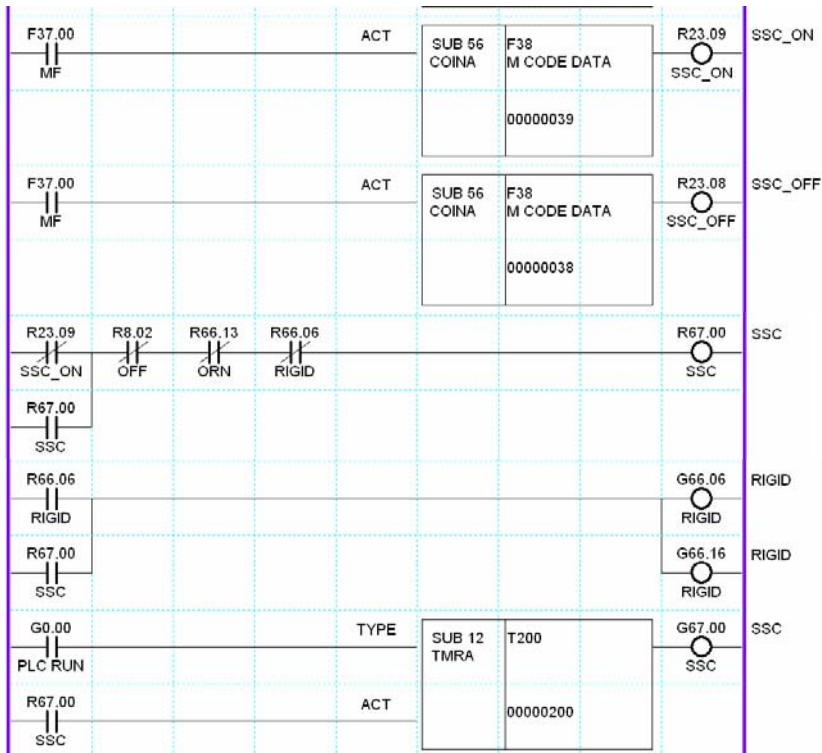 F37.00 ACT SUB 56 F38 R23.09 SSC_ON
COINA M CODE DATA
MF SSC_ON
00000039
F37.00 ACT SUB 56 F38 R23.08 SSC_OFF
COINA M CODE DATA
MF SSC_OFF
00000038
R23.09 R8.02 R66.13 R66.06 R67.00 SSC
SSC_ON OFF ORN RIGID SSC
R67.00
SSC
R66.06 G66.06 RIGID
RIGID RIGID
R67.00 G66.16 RIGID
SSC RIGID
G0.00 TYPE SUB 12 T200 G67.00 SSC
TMRA
PLC RUN SSC
R67.00 ACT 00000200
SSC